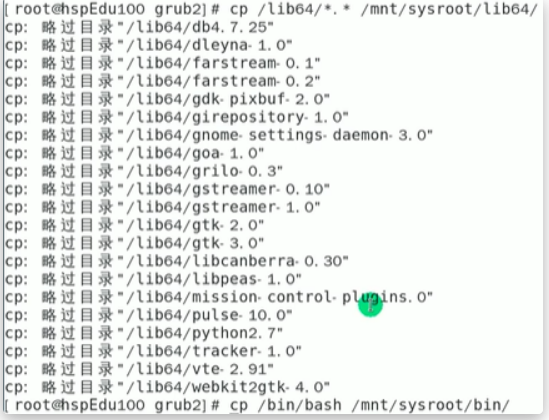 [root@hspEdu100 grub2]# cp /lib64/*.* /mnt/sysroot/lib64/
cp: 略过目录"/lib64/db4.7.25"
cp: 略过目录"/lib64/dleyna-1.0"
cp: 略过目录"/lib64/farstream-0.1"
cp: 略过目录"/lib64/farstream-0.2"
cp: 略过目录"/lib64/gdk-pixbuf-2.0"
cp: 略过目录"/lib64/girepository-1.0"
cp: 略过目录"/lib64/gnome-settings-daemon-3.0"
cp: 略过目录"/lib64/goa-1.0"
cp: 略过目录"/lib64/grilo-0.3"
cp: 略过目录"/lib64/gstreamer-0.10"
cp: 略过目录"/lib64/gstreamer-1.0"
cp: 略过目录"/lib64/gtk-2.0"
cp: 略过目录"/lib64/gtk-3.0"
cp: 略过目录"/lib64/libcanberra-0.30"
cp: 略过目录"/lib64/libpeas-1.0"
cp: 略过目录"/lib64/mission-control-plugins.0"
cp: 略过目录"/lib64/pulse-10.0"
cp: 略过目录"/lib64/python2.7"
cp: 略过目录"/lib64/tracker-1.0"
cp: 略过目录"/lib64/vte-2.91"
cp: 略过目录"/lib64/webkit2gtk-4.0"
[root@hspEdu100 grub2]# cp /bin/bash /mnt/sysroot/bin/